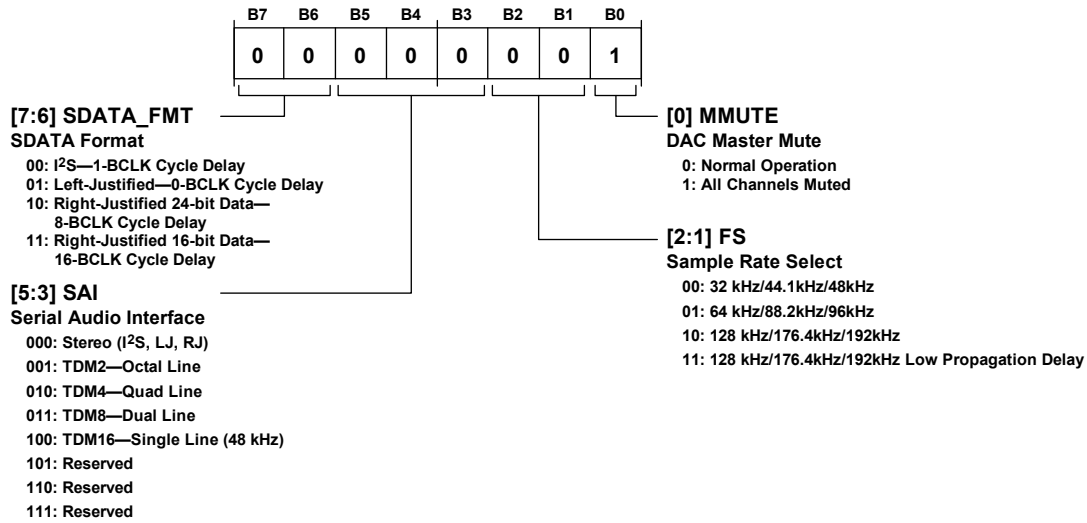 B7 B6 B5 B4 B3 B2 B1 B0
0 0 0 0 0 0 0 1
[7:6] SDATA_FMT
SDATA Format
00: I2S—1-BCLK Cycle Delay
01: Left-Justified—0-BCLK Cycle Delay
10: Right-Justified 24-bit Data—
8-BCLK Cycle Delay
11: Right-Justified 16-bit Data—
16-BCLK Cycle Delay
[5:3] SAI
Serial Audio Interface
000: Stereo (I2S, LJ, RJ)
001: TDM2—Octal Line
010: TDM4—Quad Line
011: TDM8—Dual Line
100: TDM16—Single Line (48 kHz)
101: Reserved
110: Reserved
111: Reserved
[0] MMUTE
DAC Master Mute
0: Normal Operation
1: All Channels Muted
[2:1] FS
Sample Rate Select
00: 32 kHz/44.1kHz/48kHz
01: 64 kHz/88.2kHz/96kHz
10: 128 kHz/176.4kHz/192kHz
11: 128 kHz/176.4kHz/192kHz Low Propagation Delay